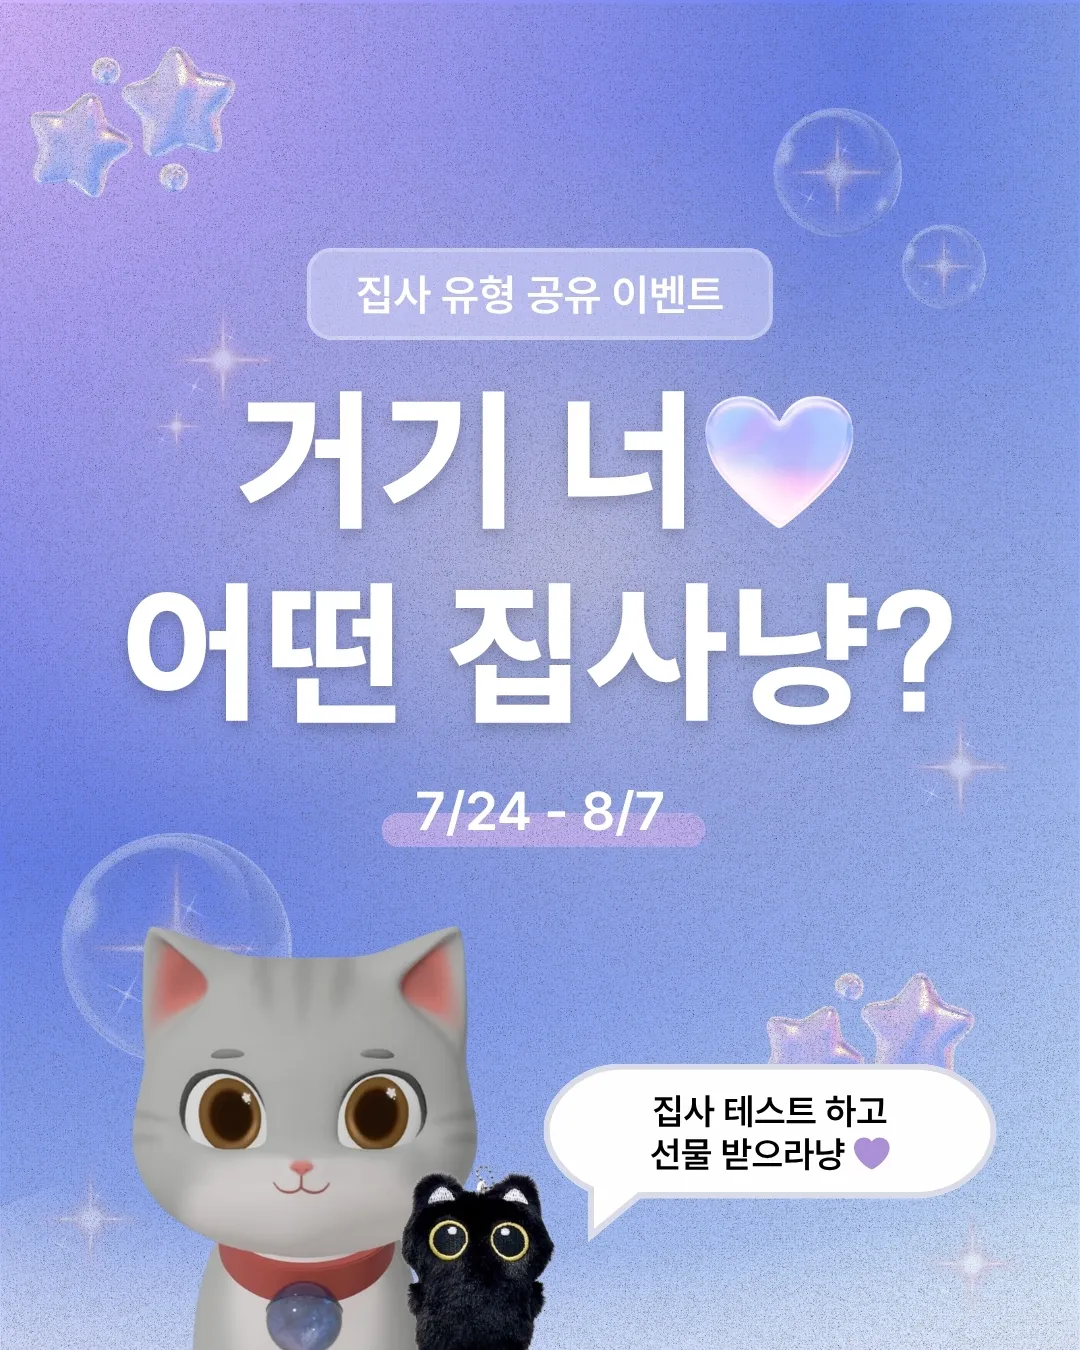 집사 유형 공유 이벤트
거기 너
어떤 집사냥?
7/24 - 8/7
집사 테스트 하고
선물 받으라냥 💜